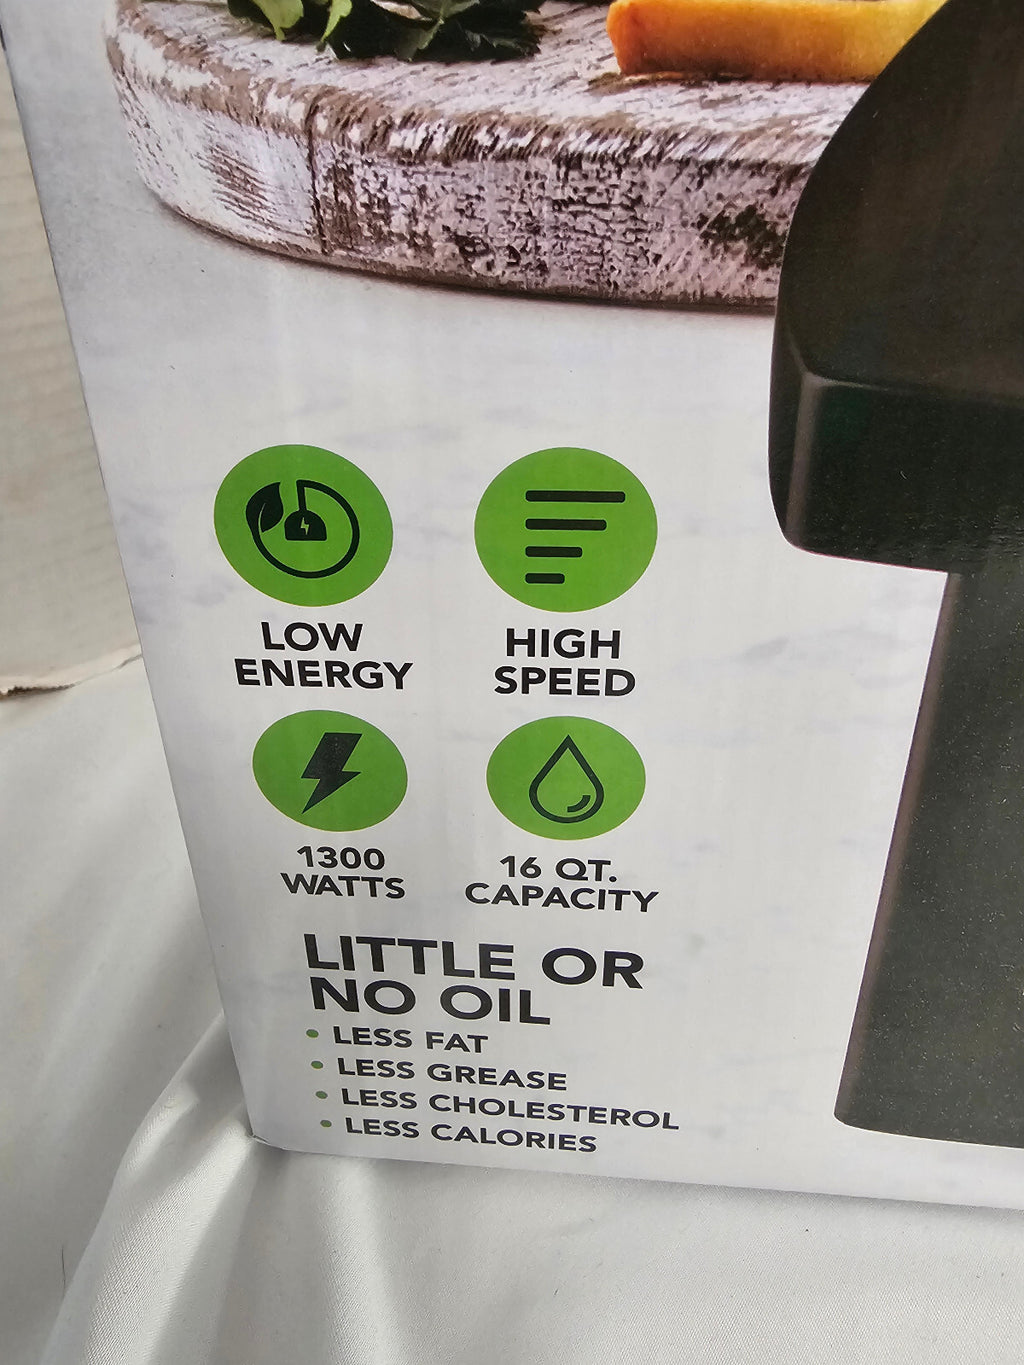 LOW
ENERGY
HIGH
SPEED
1300
WATTS
16 QT.
CAPACITY
LITTLE OR
NO OIL
• LESS FAT
• LESS GREASE
• LESS CHOLESTEROL
• LESS CALORIES